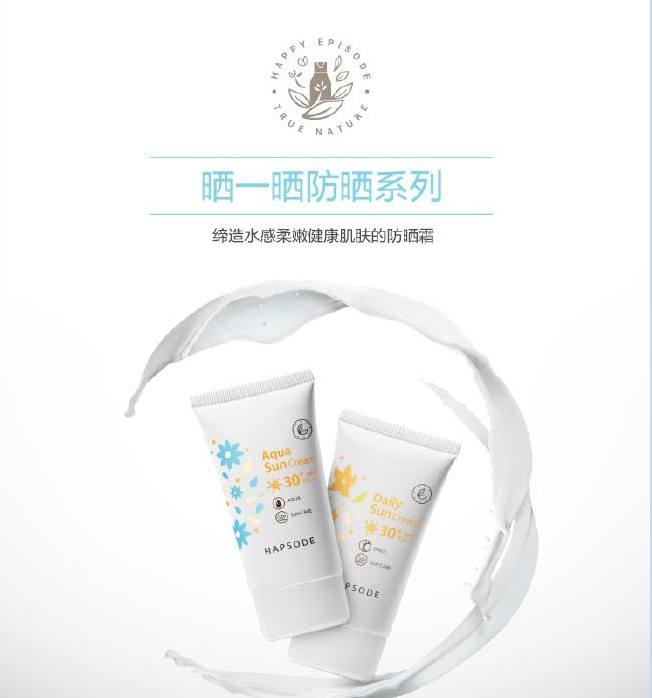 HAPPY EPISODE
TRUE NATURE
晒一晒防晒系列
缔造水感柔嫩健康肌肤的防晒霜
Aqua
Sun Cream
30+
AQUA
SUN CARE
HAPSODE
Daily
Sun Cream
30+
DAILY
SUN CARE
PSODE